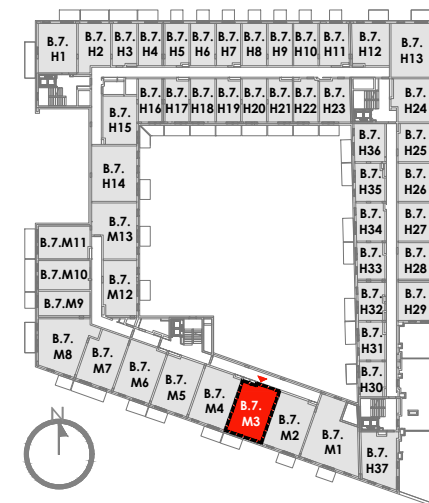 B.7.
H1
B.7.
H2
B.7.
H3
B.7.
H4
B.7.
H5
B.7.
H6
B.7.
H7
B.7.
H8
B.7.
H9
B.7.
H10
B.7.
H11
B.7.
H12
B.7.
H13
B.7.
H16
B.7.
H17
B.7.
H18
B.7.
H19
B.7.
H20
B.7.
H21
B.7.
H22
B.7.
H23
B.7.
H24
B.7.
H15
B.7.
H36
B.7.
H25
B.7.
H14
B.7.
H35
B.7.
H26
B.7.
M13
B.7.
H34
B.7.
H27
B.7.M11
B.7.M10
B.7.M9
B.7.
M12
B.7.
H33
B.7.
H28
B.7.
H32
B.7.
H29
B.7.
H31
B.7.
H30
B.7.
M8
B.7.
M7
B.7.
M6
B.7.
M5
B.7.
M4
B.7.
M3
B.7.
M2
B.7.
M1
B.7.
H37
N